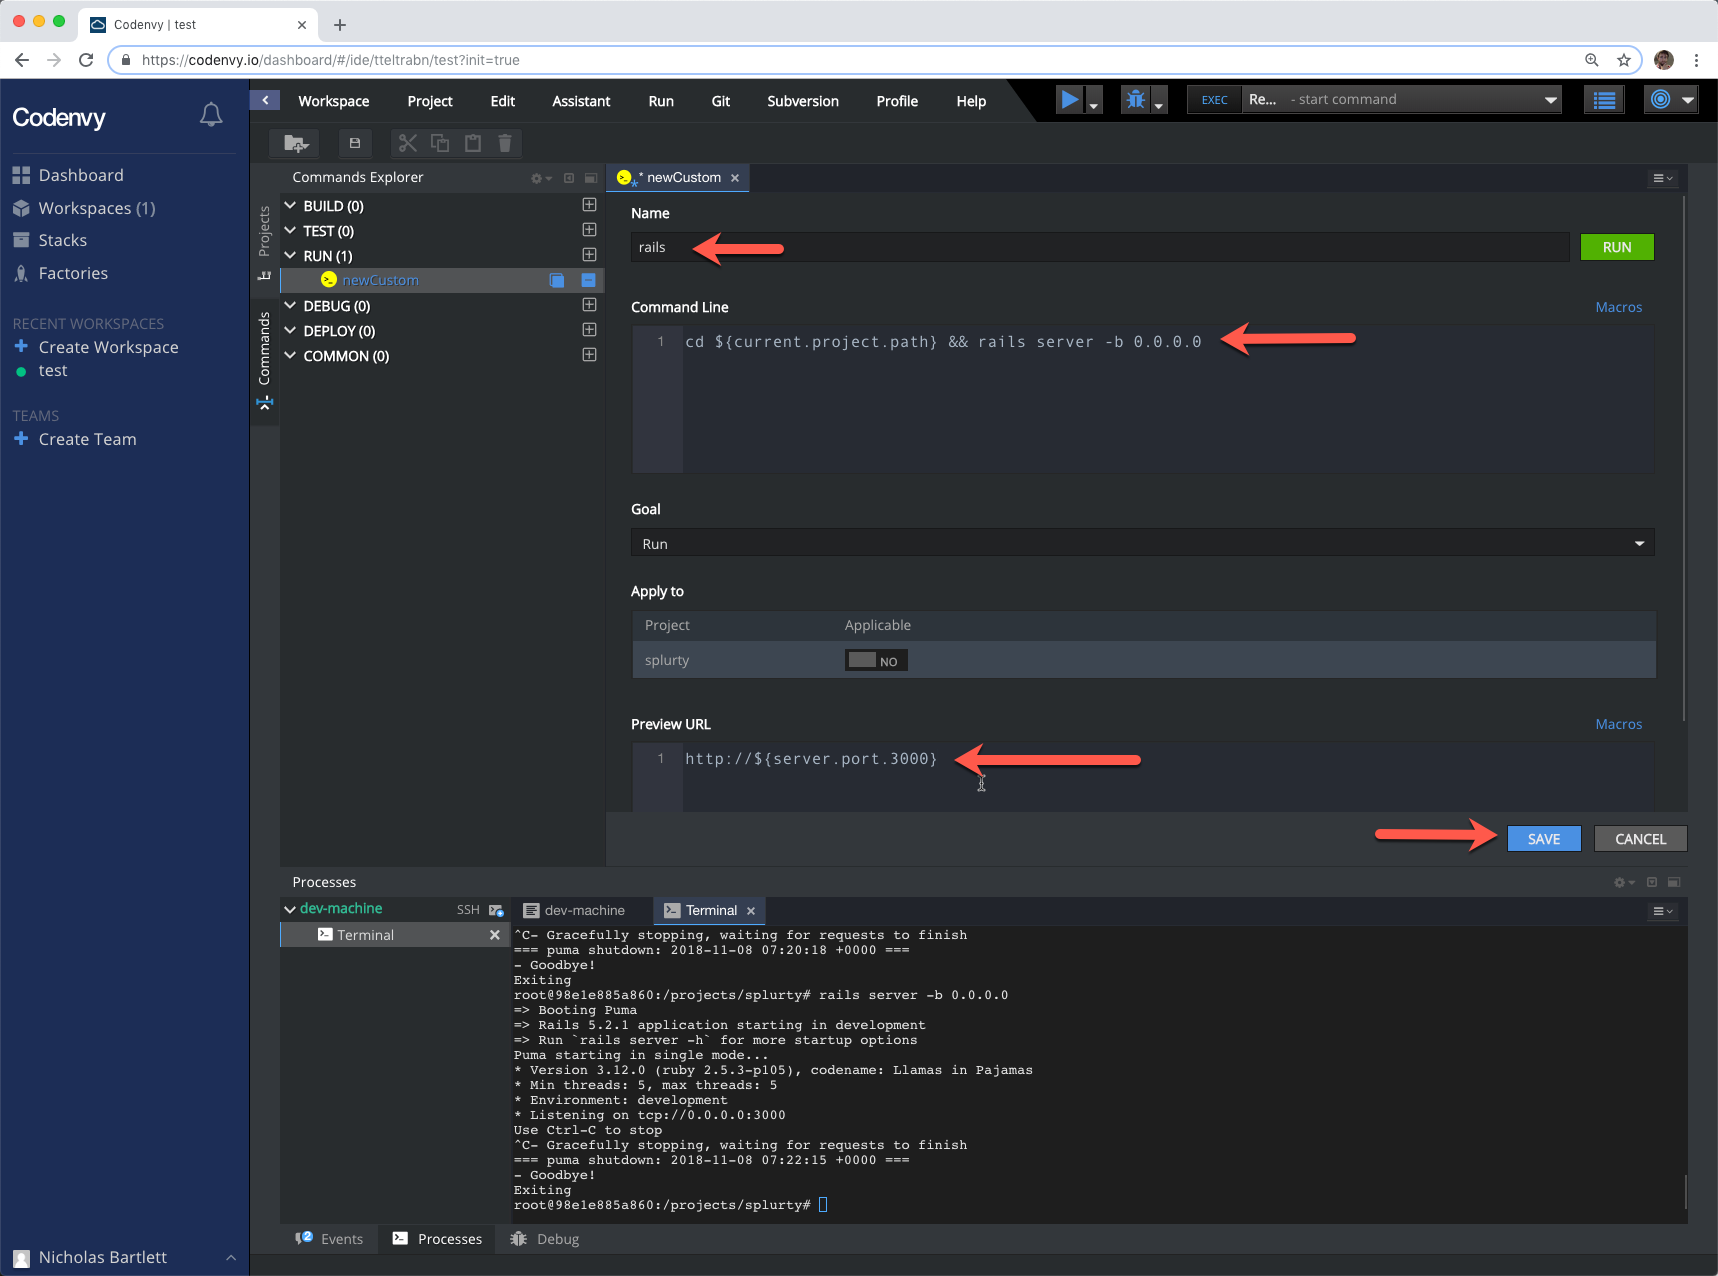 Codenvy | test
https://codenvy.io/dashboard/#/ide/tteltrabn/test?init=true
Codenvy
Workspace Project Edit Assistant Run Git Subversion Profile Help
EXEC Re... - start command
Dashboard
Workspaces (1)
Stacks
Factories
RECENT WORKSPACES
Create Workspace
test
TEAMS
Create Team
Nicholas Bartlett
Projects
Commands
Commands Explorer
BUILD (0)
TEST (0)
RUN (1)
newCustom
DEBUG (0)
DEPLOY (0)
COMMON (0)
* newCustom
Name
rails
RUN
Command Line Macros
1 cd ${current.project.path} && rails server -b 0.0.0.0
Goal
Run
Apply to
Project Applicable
splurty NO
Preview URL Macros
1 http://${server.port.3000}
SAVE CANCEL
Processes
dev-machine SSH
Terminal
dev-machine Terminal
^C- Gracefully stopping, waiting for requests to finish
=== puma shutdown: 2018-11-08 07:20:18 +0000 ===
- Goodbye!
Exiting
root@98e1e885a860:/projects/splurty# rails server -b 0.0.0.0
=> Booting Puma
=> Rails 5.2.1 application starting in development
=> Run `rails server -h` for more startup options
Puma starting in single mode...
* Version 3.12.0 (ruby 2.5.3-p105), codename: Llamas in Pajamas
* Min threads: 5, max threads: 5
* Environment: development
* Listening on tcp://0.0.0.0:3000
Use Ctrl-C to stop
^C- Gracefully stopping, waiting for requests to finish
=== puma shutdown: 2018-11-08 07:22:15 +0000 ===
- Goodbye!
Exiting
root@98e1e885a860:/projects/splurty#
2 Events Processes Debug